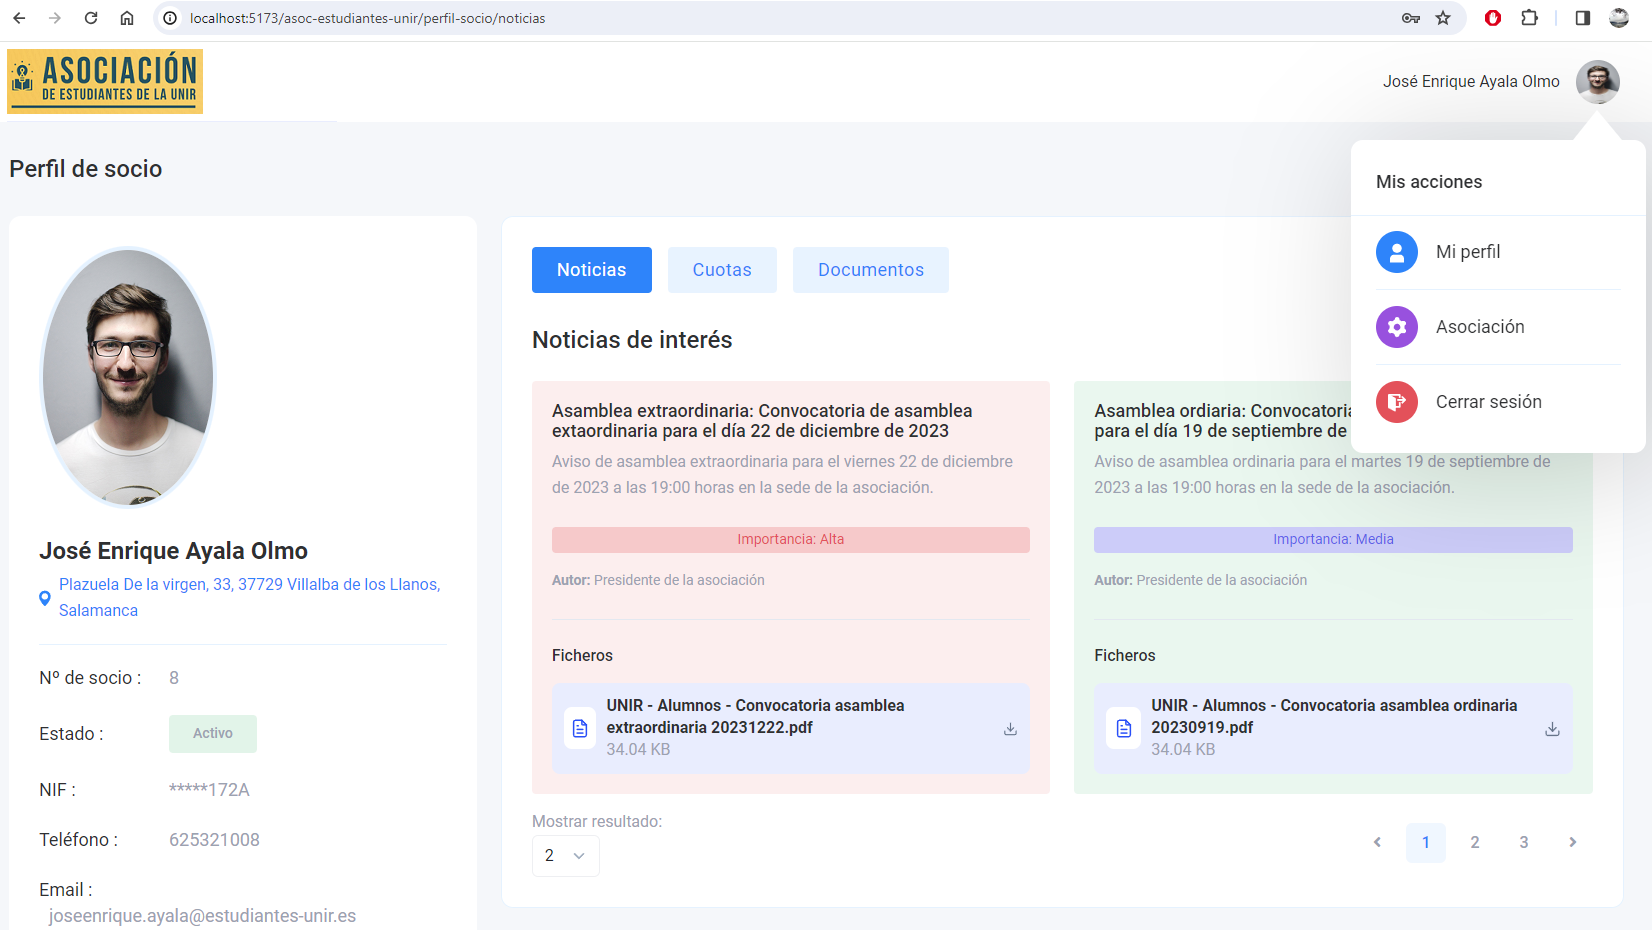 localhost:5173/asoc-estudiantes-unir/perfil-socio/noticias
ASOCIACIÓN
DE ESTUDIANTES DE LA UNIR
José Enrique Ayala Olmo
Perfil de socio
Mis acciones
Mi perfil
Asociación
Cerrar sesión
José Enrique Ayala Olmo
Plazuela De la virgen, 33, 37729 Villalba de los Llanos,
Salamanca
Nº de socio : 8
Estado : Activo
NIF : *****172A
Teléfono : 625321008
Email :
joseenrique.ayala@estudiantes-unir.es
Noticias Cuotas Documentos
Noticias de interés
Asamblea extraordinaria: Convocatoria de asamblea
extaordinaria para el día 22 de diciembre de 2023
Aviso de asamblea extraordinaria para el viernes 22 de diciembre
de 2023 a las 19:00 horas en la sede de la asociación.
Importancia: Alta
Autor: Presidente de la asociación
Ficheros
UNIR - Alumnos - Convocatoria asamblea
extraordinaria 20231222.pdf
34.04 KB
Asamblea ordiaria: Convocatoria
para el día 19 de septiembre de
Aviso de asamblea ordinaria para el martes 19 de septiembre de
2023 a las 19:00 horas en la sede de la asociación.
Importancia: Media
Autor: Presidente de la asociación
Ficheros
UNIR - Alumnos - Convocatoria asamblea ordinaria
20230919.pdf
34.04 KB
Mostrar resultado:
2
1 2 3